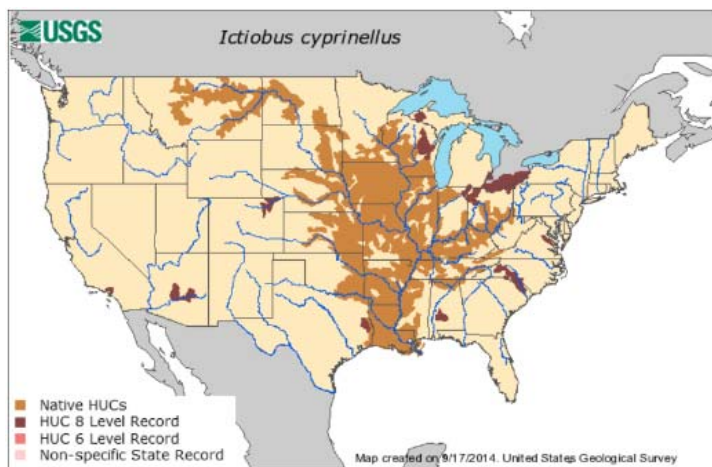 USGS
Ictiobus cyprinellus
Native HUCs
HUC 8 Level Record
HUC 6 Level Record
Non-specific State Record
Map created on 9/17/2014. United States Geological Survey